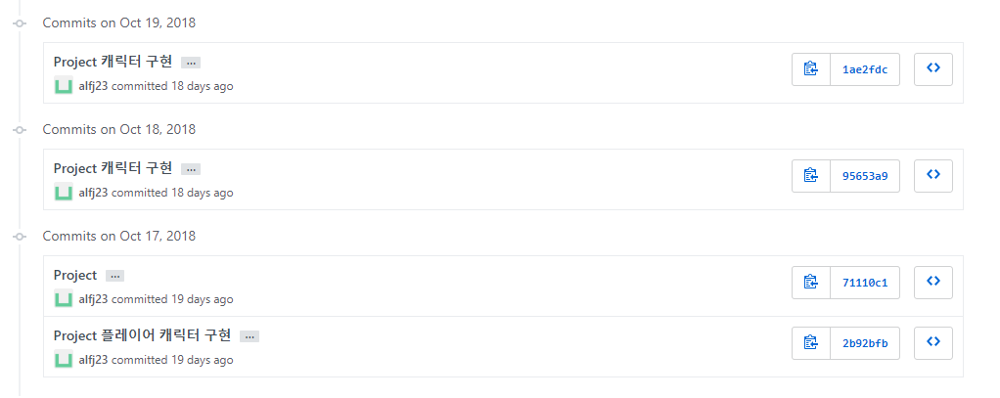 Commits on Oct 19, 2018
Project 캐릭터 구현 ...
1ae2fdc
alfj23 committed 18 days ago
Commits on Oct 18, 2018
Project 캐릭터 구현 ...
95653a9
alfj23 committed 18 days ago
Commits on Oct 17, 2018
Project ...
71110c1
alfj23 committed 19 days ago
Project 플레이어 캐릭터 구현 ...
2b92bfb
alfj23 committed 19 days ago